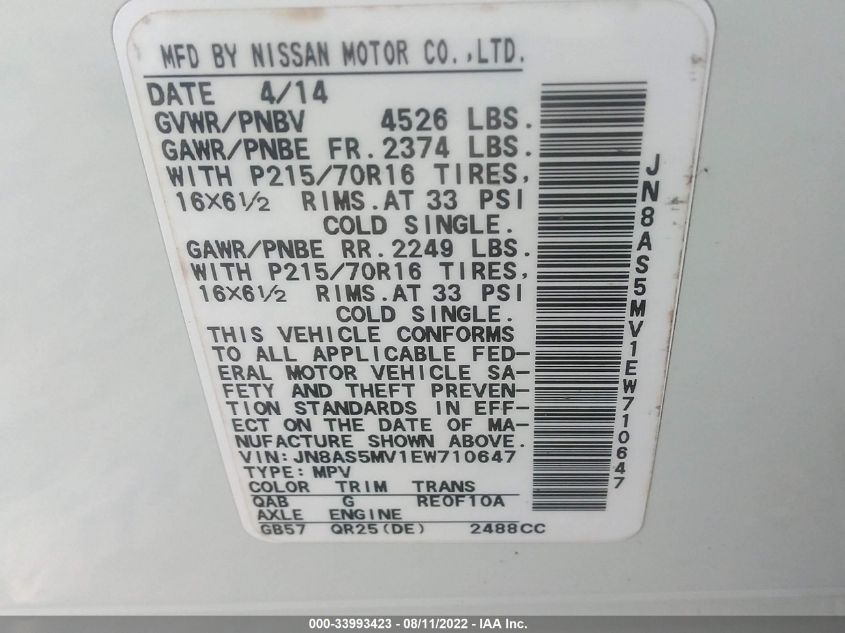 MFD BY NISSAN MOTOR CO.,LTD.
DATE 4/14
GVWR/PNBV 4526 LBS.
GAWR/PNBE FR. 2374 LBS.
WITH P215/70R16 TIRES,
16X6½ RIMS.AT 33 PSI
COLD SINGLE.
GAWR/PNBE RR. 2249 LBS.
WITH P215/70R16 TIRES,
16X6½ RIMS.AT 33 PSI
COLD SINGLE.
THIS VEHICLE CONFORMS
TO ALL APPLICABLE FED-
ERAL MOTOR VEHICLE SA-
FETY AND THEFT PREVEN-
TION STANDARDS IN EFF-
ECT ON THE DATE OF MA-
NUFACTURE SHOWN ABOVE.
VIN: JN8AS5MV1EW710647
TYPE: MPV
COLOR TRIM TRANS
QAB G RE0F10A
AXLE ENGINE
GB57 QR25(DE) 2488CC
JN8AS5MV1EW710647
000-33993423 - 08/11/2022 - IAA Inc.